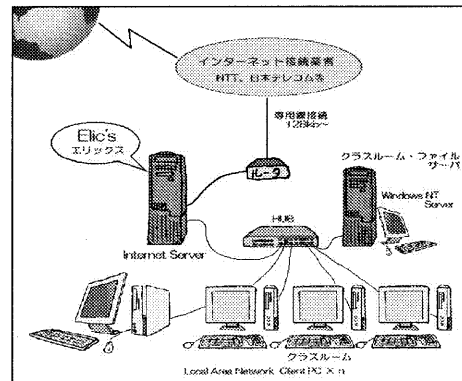 インターネット接続業者
NTT、日本テレコム等
専用線接続
128kb～
Elic's
エリックス
ルータ
クラスルーム・ファイル
サーバ
Windows NT
Server
HUB
Internet Server
クラスルーム
Local Area Network Client PC × n